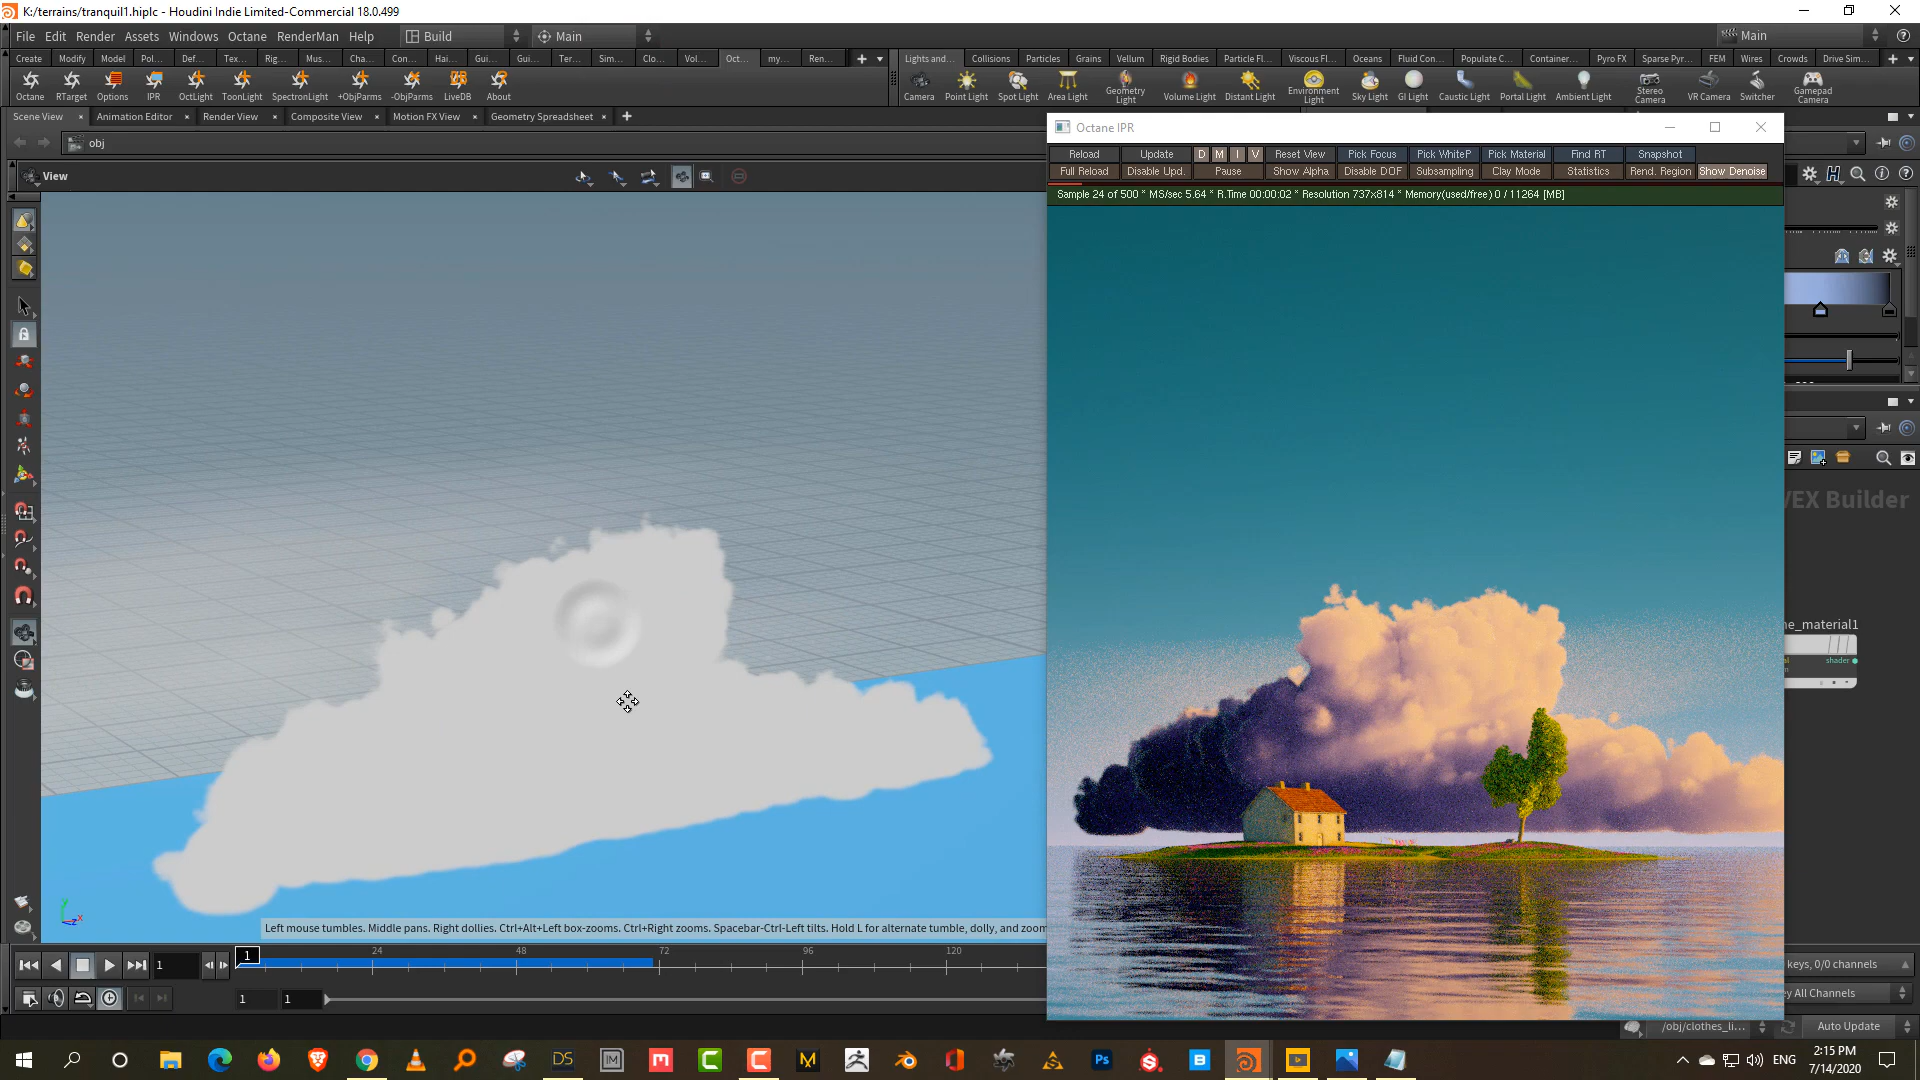 K:/terrains/tranquil1.hiplc - Houdini Indie Limited-Commercial 18.0.499
File Edit Render Assets Windows Octane RenderMan Help Build Main Main
Create Modify Model Pol... Def... Tex... Rig... Mus... Cha... Con... Hai... Gui... Gui... Ter... Sim... Clo... Vol... Oct... my... Ren...
Lights and... Collisions Particles Grains Vellum Rigid Bodies Particle Fl... Viscous Fl... Oceans Fluid Con... Populate C... Container... Pyro FX Sparse Pyr... FEM Wires Crowds Drive Sim...
Octane RTarget Options IPR OctLight ToonLight SpectronLight +ObjParms -ObjParms LiveDB About
Camera Point Light Spot Light Area Light Geometry Light Volume Light Distant Light Environment Light Sky Light GI Light Caustic Light Portal Light Ambient Light Stereo Camera VR Camera Switcher Gamepad Camera
Scene View Animation Editor Render View Composite View Motion FX View Geometry Spreadsheet
obj
View
Octane IPR
Reload Update D M I V Reset View Pick Focus Pick WhiteP Pick Material Find RT Snapshot
Full Reload Disable Upd. Pause Show Alpha Disable DOF Subsampling Clay Mode Statistics Rend. Region Show Denoise
Sample 24 of 500 * MS/sec 5.64 * R.Time 00:00:02 * Resolution 737x814 * Memory(used/free) 0 / 11264 [MB]
VEX Builder
ne_material1
shader
Left mouse tumbles. Middle pans. Right dollies. Ctrl+Alt+Left box-zooms. Ctrl+Right zooms. Spacebar-Ctrl-Left tilts. Hold L for alternate tumble, dolly, and zoom
1 24 48 72 96 120
1
1 1
keys, 0/0 channels
ey All Channels
/obj/clothes_li... Auto Update
ENG
2:15 PM
7/14/2020